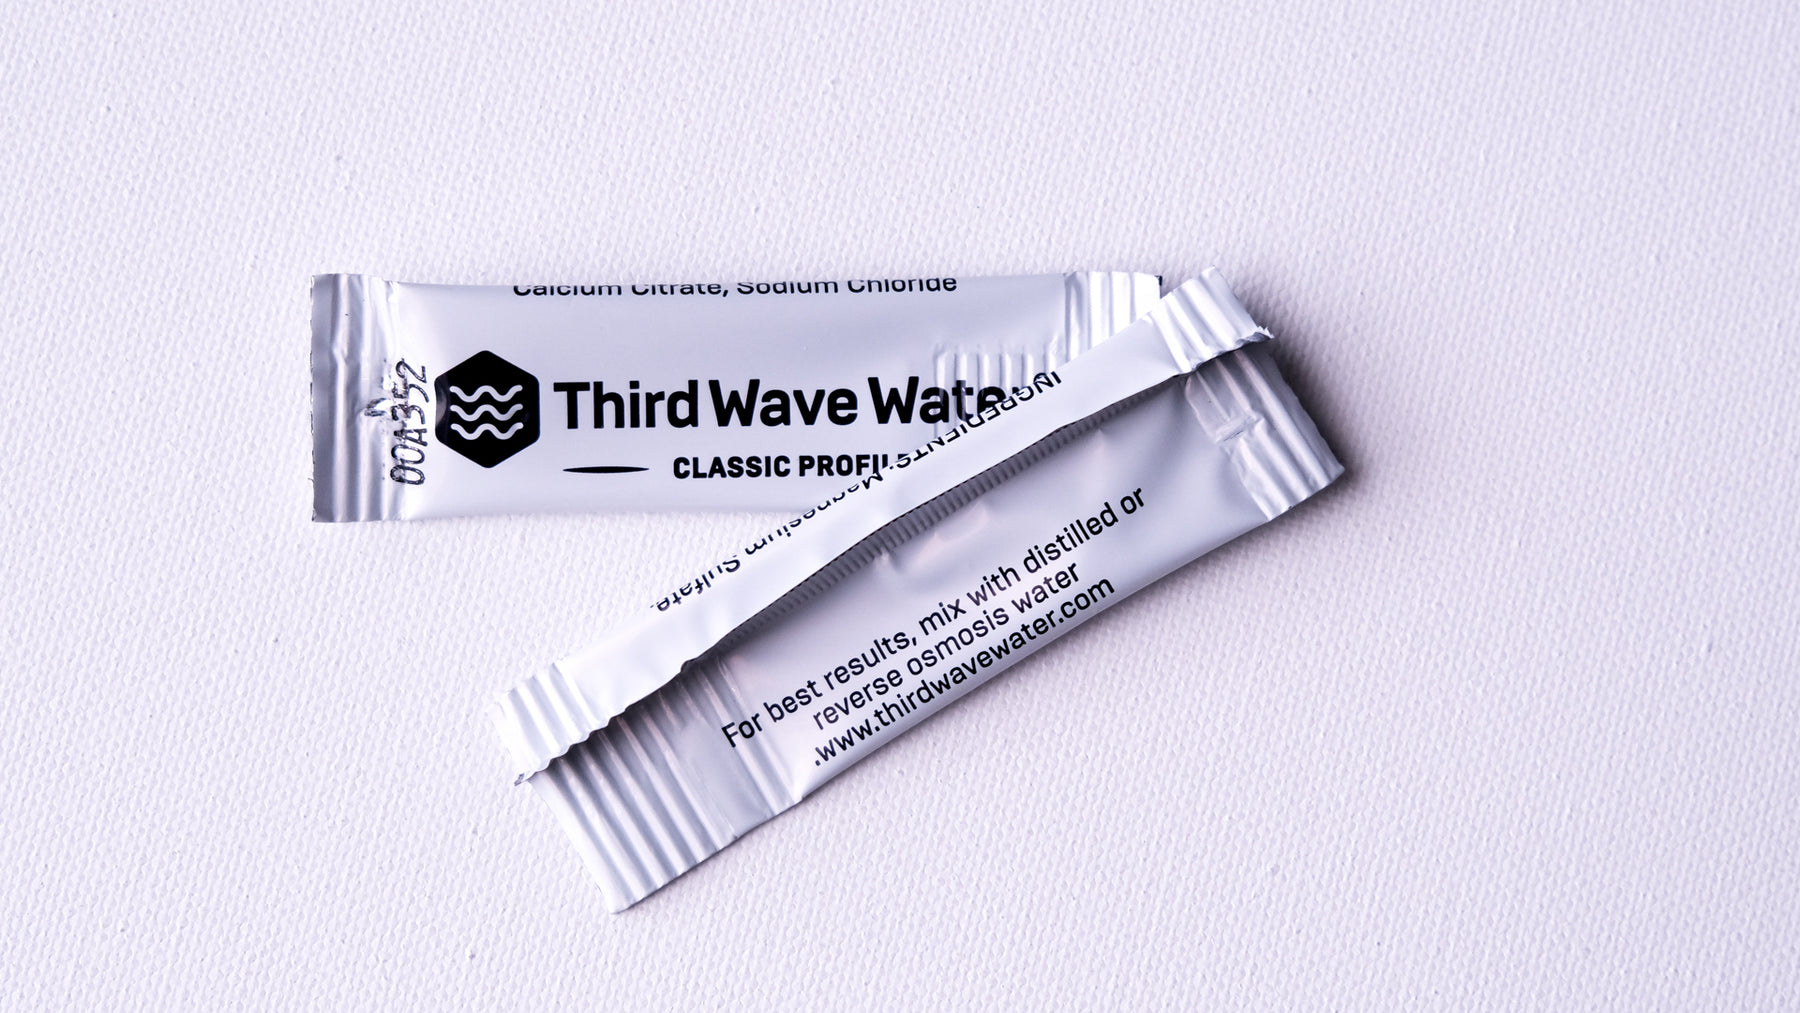 Calcium Citrate, Sodium Chloride
00A352
Third Wave Wate
CLASSIC PROFIL
INGREDIENTS: Magnesium Sulfate,
For best results, mix with distilled or
reverse osmosis water
.www.thirdwavewater.com